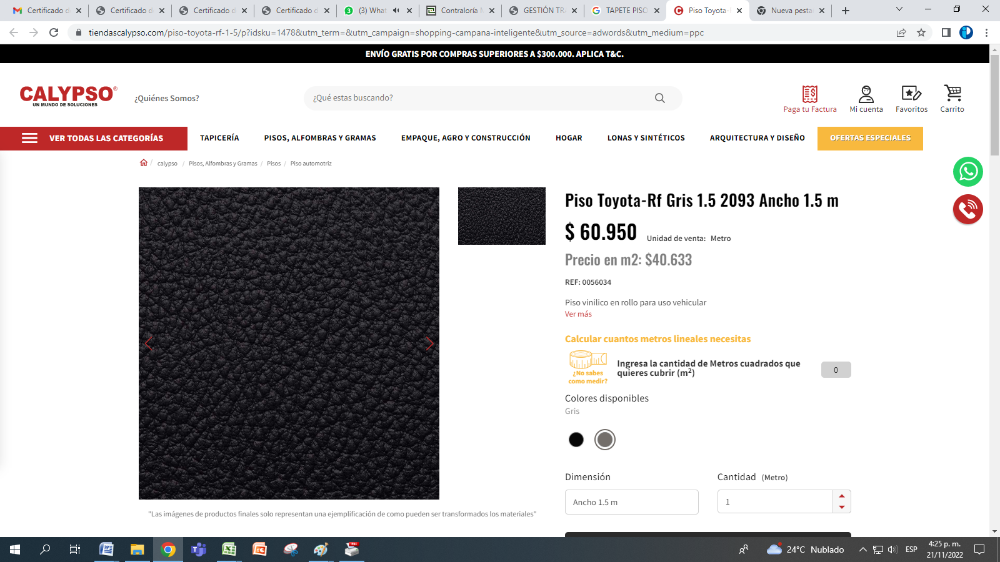 Certificado d
Certificado d
Certificado d
Certificado d
(3) What
Contraloría
GESTIÓN TRA
TAPETE PISO
Piso Toyota-
Nueva pesta
tiendascalypso.com/piso-toyota-rf-1-5/p?idsku=1478&utm_term=&utm_campaign=shopping-campana-inteligente&utm_source=adwords&utm_medium=ppc
ENVÍO GRATIS POR COMPRAS SUPERIORES A $300.000. APLICA T&C.
CALYPSO®
UN MUNDO DE SOLUCIONES
¿Quiénes Somos?
¿Qué estas buscando?
Paga tu Factura
Mi cuenta
Favoritos
Carrito
VER TODAS LAS CATEGORÍAS
TAPICERÍA
PISOS, ALFOMBRAS Y GRAMAS
EMPAQUE, AGRO Y CONSTRUCCIÓN
HOGAR
LONAS Y SINTÉTICOS
ARQUITECTURA Y DISEÑO
OFERTAS ESPECIALES
/ calypso / Pisos, Alfombras y Gramas / Pisos / Piso automotriz
Piso Toyota-Rf Gris 1.5 2093 Ancho 1.5 m
$ 60.950 Unidad de venta: Metro
Precio en m2: $40.633
REF: 0056034
Piso vinilico en rollo para uso vehicular
Ver más
Calcular cuantos metros lineales necesitas
¿No sabes
como medir?
Ingresa la cantidad de Metros cuadrados que
quieres cubrir (m²)
0
Colores disponibles
Gris
Dimensión
Ancho 1.5 m
Cantidad (Metro)
1
"Las imágenes de productos finales solo representan una ejemplificación de como pueden ser transformados los materiales"
24°C Nublado
ESP
4:25 p. m.
21/11/2022